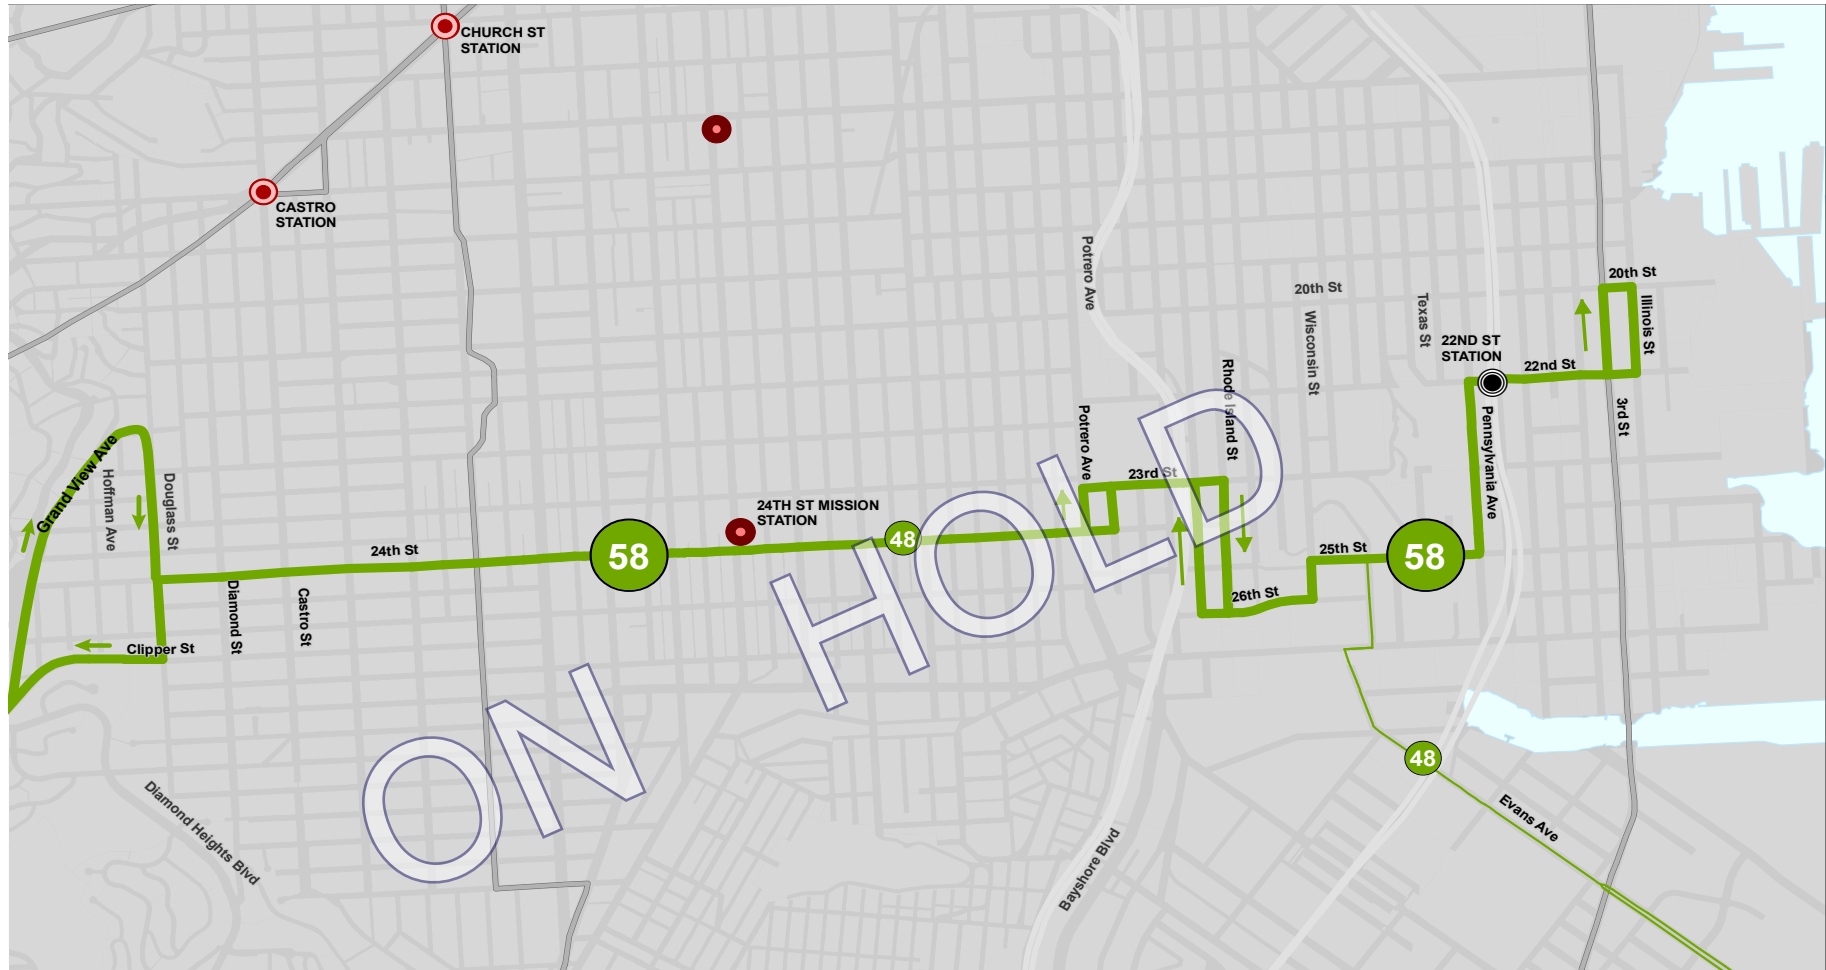 CHURCH ST
STATION
CASTRO
STATION
Potrero Ave
20th St
20th St
Illinois St
Texas St
Wisconsin St
22ND ST
STATION
22nd St
Rhode Island St
3rd St
Potrero Ave
Pennsylvania Ave
Grand View Ave
Hoffman Ave
Douglass St
23rd St
24TH ST MISSION
STATION
48
24th St
58
25th St
58
26th St
Diamond St
Castro St
Clipper St
ON HOLD
48
Evans Ave
Diamond Heights Blvd
Bayshore Blvd